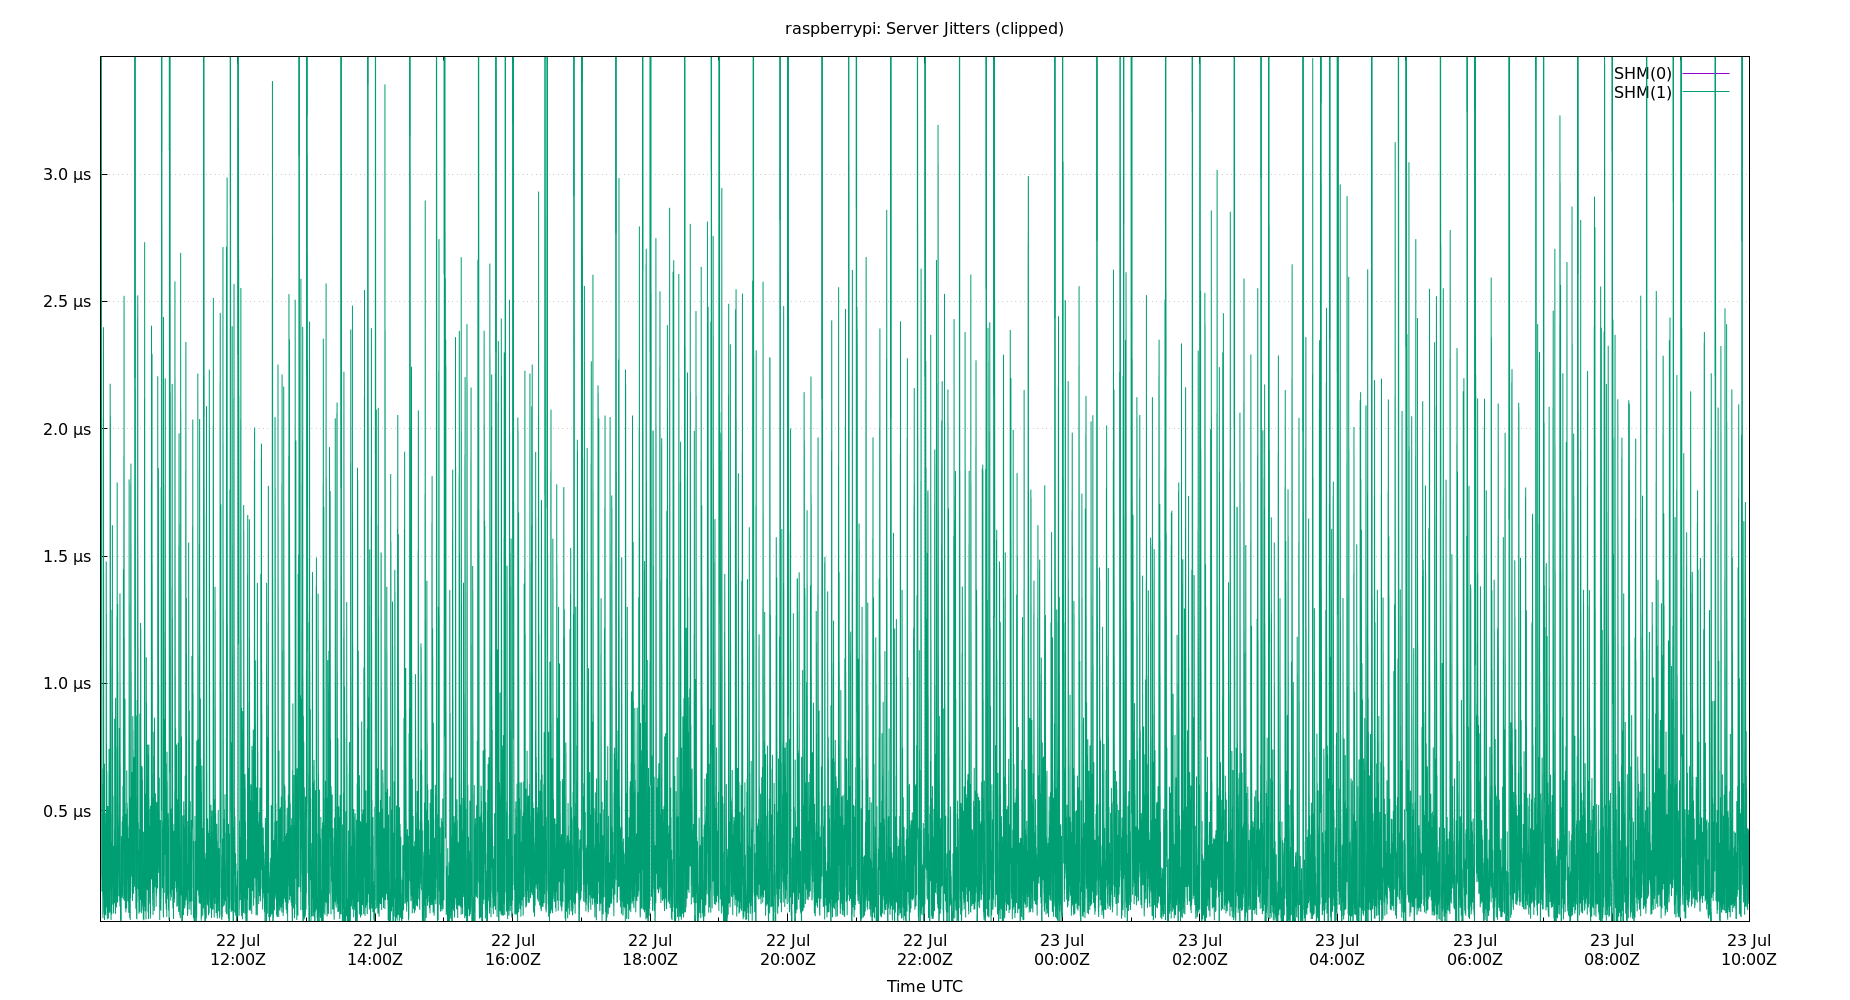 raspberrypi: Server Jitters (clipped)
SHM(0)
SHM(1)
3.0 µs
2.5 µs
2.0 µs
1.5 µs
1.0 µs
0.5 µs
22 Jul 22 Jul 22 Jul 22 Jul 22 Jul 22 Jul 23 Jul 23 Jul 23 Jul 23 Jul 23 Jul 23 Jul
12:00Z 14:00Z 16:00Z 18:00Z 20:00Z 22:00Z 00:00Z 02:00Z 04:00Z 06:00Z 08:00Z 10:00Z
Time UTC